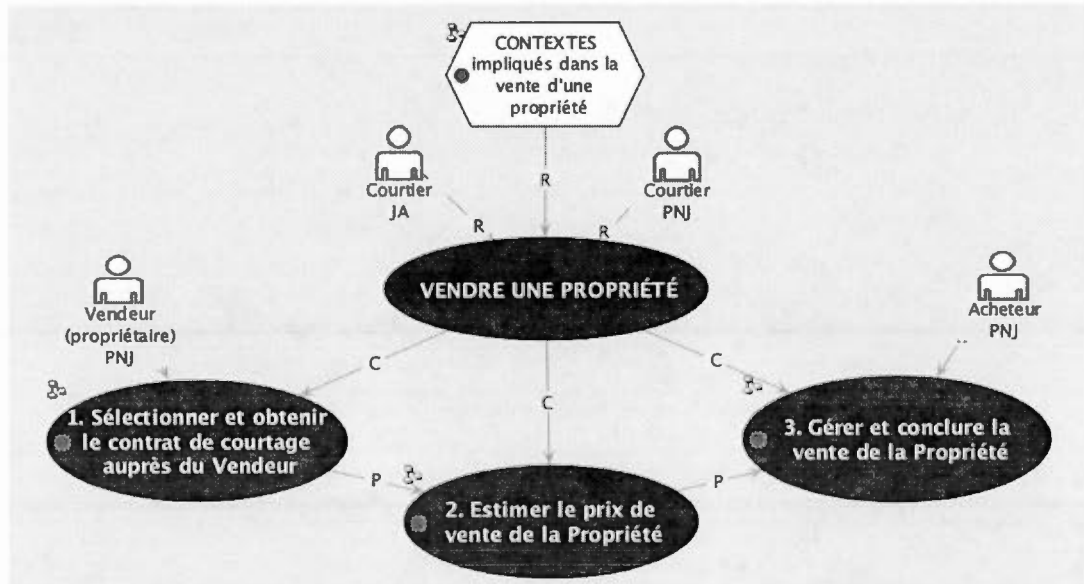 CONTEXTES
impliqués dans la
vente d'une
propriété
Courtier
JA
R
Courtier
PNJ
R
R
VENDRE UNE PROPRIÉTÉ
Vendeur
(propriétaire)
PNJ
Acheteur
PNJ
C
C
C
1. Sélectionner et obtenir
le contrat de courtage
auprès du Vendeur
3. Gérer et conclure la
vente de la Propriété
P
P
2. Estimer le prix de
vente de la Propriété